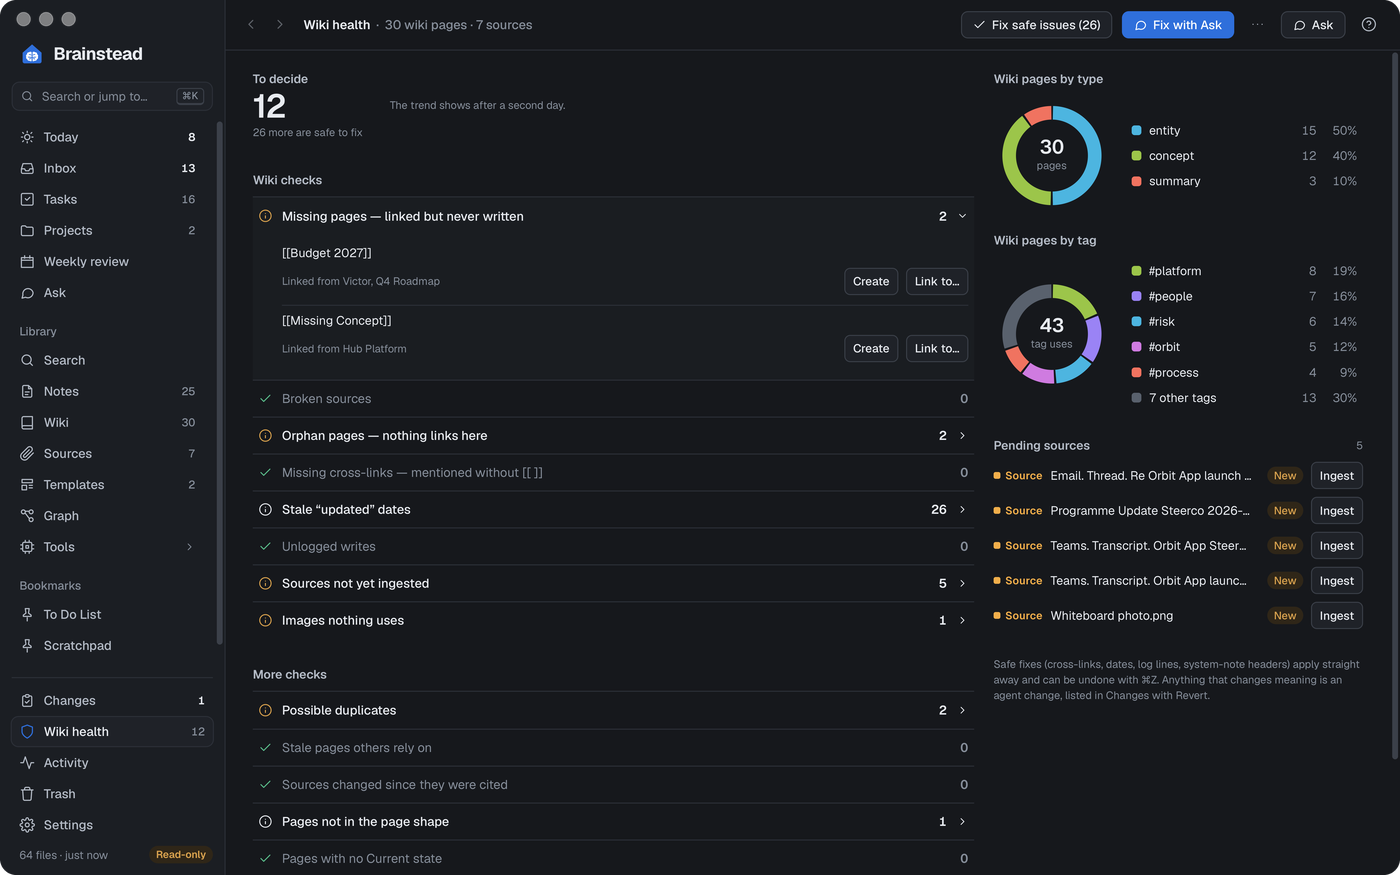 Brainstead
Search or jump to… ⌘K
Today 8
Inbox 13
Tasks 16
Projects 2
Weekly review
Ask
Library
Search
Notes 25
Wiki 30
Sources 7
Templates 2
Graph
Tools
Bookmarks
To Do List
Scratchpad
Changes 1
Wiki health 12
Activity
Trash
Settings
64 files · just now Read-only
Wiki health · 30 wiki pages · 7 sources
Fix safe issues (26) Fix with Ask ··· Ask
To decide
12 The trend shows after a second day.
26 more are safe to fix
Wiki checks
Missing pages — linked but never written 2
[[Budget 2027]]
Linked from Victor, Q4 Roadmap Create Link to…
[[Missing Concept]]
Linked from Hub Platform Create Link to…
Broken sources 0
Orphan pages — nothing links here 2
Missing cross-links — mentioned without [[ ]] 0
Stale “updated” dates 26
Unlogged writes 0
Sources not yet ingested 5
Images nothing uses 1
More checks
Possible duplicates 2
Stale pages others rely on 0
Sources changed since they were cited 0
Pages not in the page shape 1
Pages with no Current state 0
Wiki pages by type
30
pages
entity 15 50%
concept 12 40%
summary 3 10%
Wiki pages by tag
43
tag uses
#platform 8 19%
#people 7 16%
#risk 6 14%
#orbit 5 12%
#process 4 9%
7 other tags 13 30%
Pending sources 5
Source Email. Thread. Re Orbit App launch … New Ingest
Source Programme Update Steerco 2026-… New Ingest
Source Teams. Transcript. Orbit App Steer… New Ingest
Source Teams. Transcript. Orbit App launc… New Ingest
Source Whiteboard photo.png New Ingest
Safe fixes (cross-links, dates, log lines, system-note headers) apply straight
away and can be undone with ⌘Z. Anything that changes meaning is an
agent change, listed in Changes with Revert.